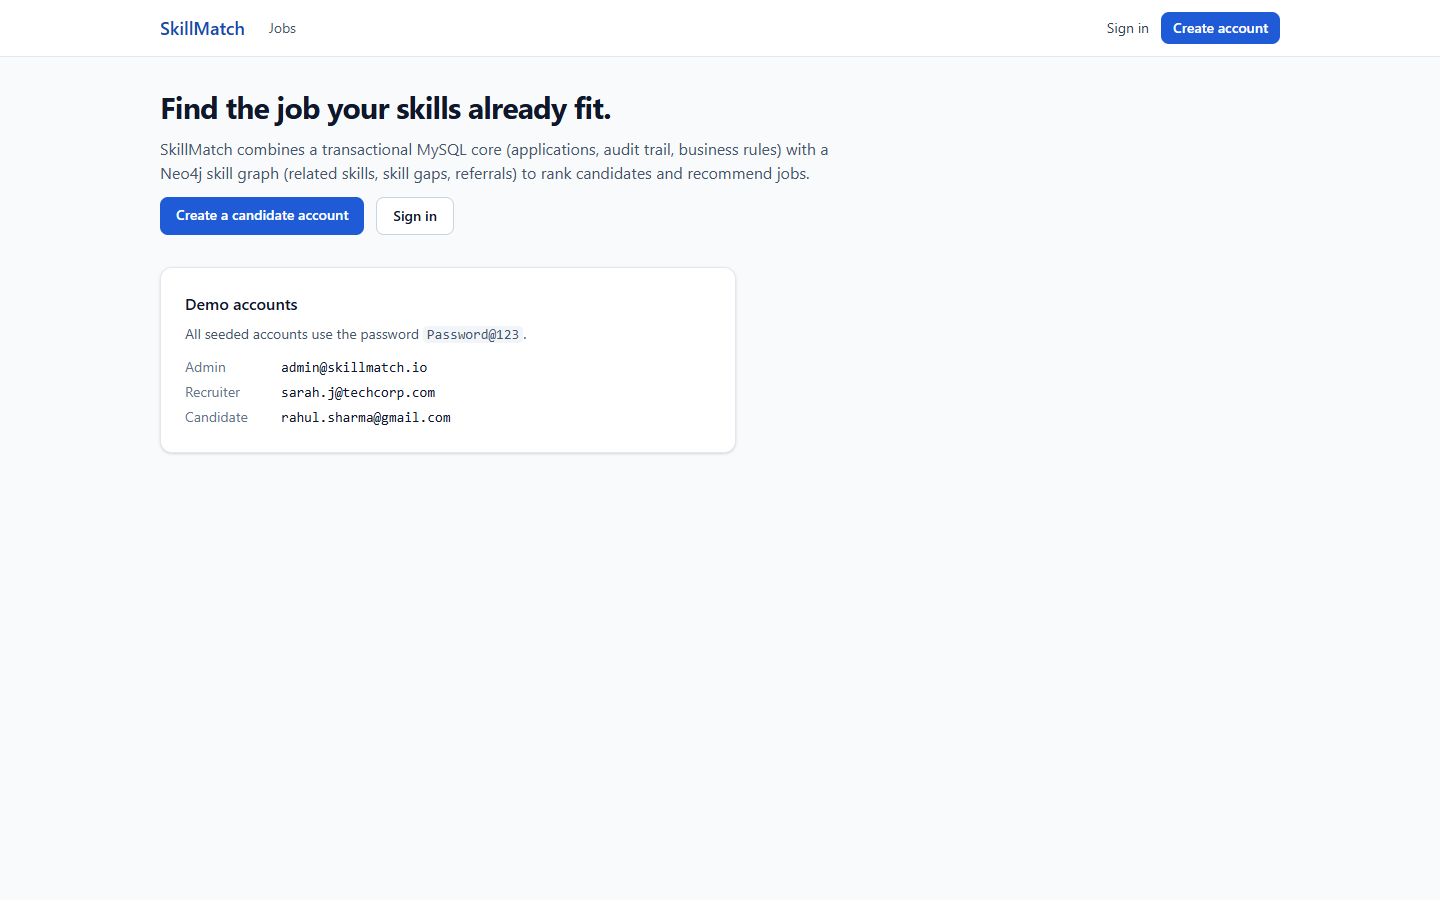 SkillMatch Jobs Sign in Create account
Find the job your skills already fit.
SkillMatch combines a transactional MySQL core (applications, audit trail, business rules) with a
Neo4j skill graph (related skills, skill gaps, referrals) to rank candidates and recommend jobs.
Create a candidate account Sign in
Demo accounts
All seeded accounts use the password Password@123.
Admin admin@skillmatch.io
Recruiter sarah.j@techcorp.com
Candidate rahul.sharma@gmail.com